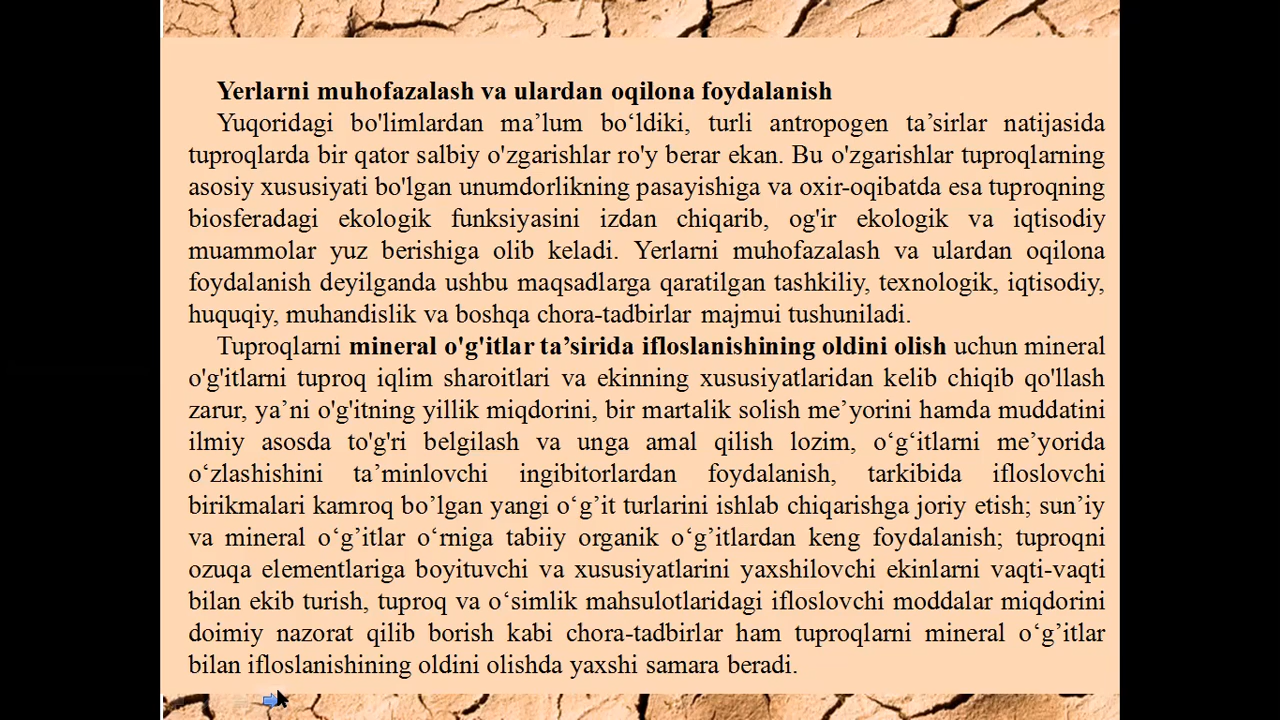 Yerlarni muhofazalash va ulardan oqilona foydalanish
Yuqoridagi bo'limlardan ma’lum bo‘ldiki, turli antropogen ta’sirlar natijasida
tuproqlarda bir qator salbiy o'zgarishlar ro'y berar ekan. Bu o'zgarishlar tuproqlarning
asosiy xususiyati bo'lgan unumdorlikning pasayishiga va oxir-oqibatda esa tuproqning
biosferadagi ekologik funksiyasini izdan chiqarib, og'ir ekologik va iqtisodiy
muammolar yuz berishiga olib keladi. Yerlarni muhofazalash va ulardan oqilona
foydalanish deyilganda ushbu maqsadlarga qaratilgan tashkiliy, texnologik, iqtisodiy,
huquqiy, muhandislik va boshqa chora-tadbirlar majmui tushuniladi.
Tuproqlarni mineral o'g'itlar ta’sirida ifloslanishining oldini olish uchun mineral
o'g'itlarni tuproq iqlim sharoitlari va ekinning xususiyatlaridan kelib chiqib qo'llash
zarur, ya’ni o'g'itning yillik miqdorini, bir martalik solish me’yorini hamda muddatini
ilmiy asosda to'g'ri belgilash va unga amal qilish lozim, o‘g‘itlarni me’yorida
o‘zlashishini ta’minlovchi ingibitorlardan foydalanish, tarkibida ifloslovchi
birikmalari kamroq bo’lgan yangi o‘g’it turlarini ishlab chiqarishga joriy etish; sun’iy
va mineral o‘g’itlar o‘rniga tabiiy organik o‘g’itlardan keng foydalanish; tuproqni
ozuqa elementlariga boyituvchi va xususiyatlarini yaxshilovchi ekinlarni vaqti-vaqti
bilan ekib turish, tuproq va o‘simlik mahsulotlaridagi ifloslovchi moddalar miqdorini
doimiy nazorat qilib borish kabi chora-tadbirlar ham tuproqlarni mineral o‘g’itlar
bilan ifloslanishining oldini olishda yaxshi samara beradi.